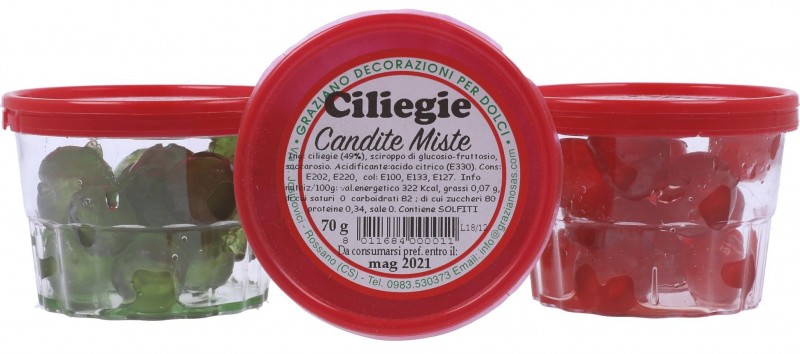 GRAZIANO DECORAZIONI PER DOLCI
Ciliegie
Candite Miste
ciliegie (49%), sciroppo di glucosio-fruttosio,
Acidificante:acido citrico (E330). Cons:
E202, E220, col: E100, E133, E127. Info
val.energetico 322 Kcal, grassi 0,07 g,
saturi 0 carboidrati 82 ; di cui zuccheri 80
proteine 0,34, sale 0. Contiene SOLFITI
70 g
L18/12
8 011684 000011
Da consumarsi pref. entro il:
mag 2021
Rossano (CS) - Tel. 0983.530373 Email. info@grazianosas.com